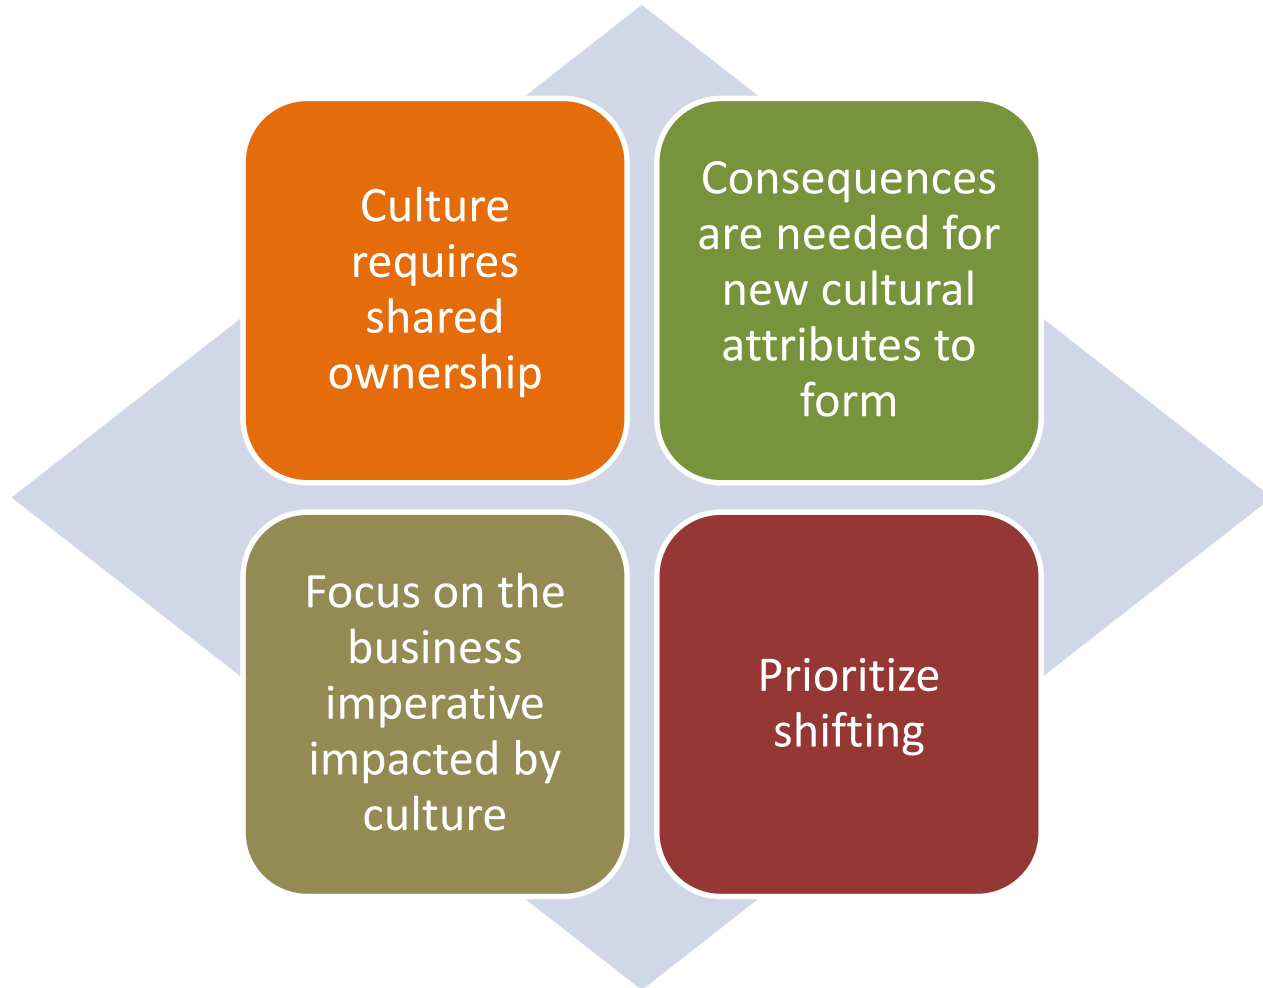 Culture
requires
shared
ownership
Consequences
are needed for
new cultural
attributes to
form
Focus on the
business
imperative
impacted by
culture
Prioritize
shifting